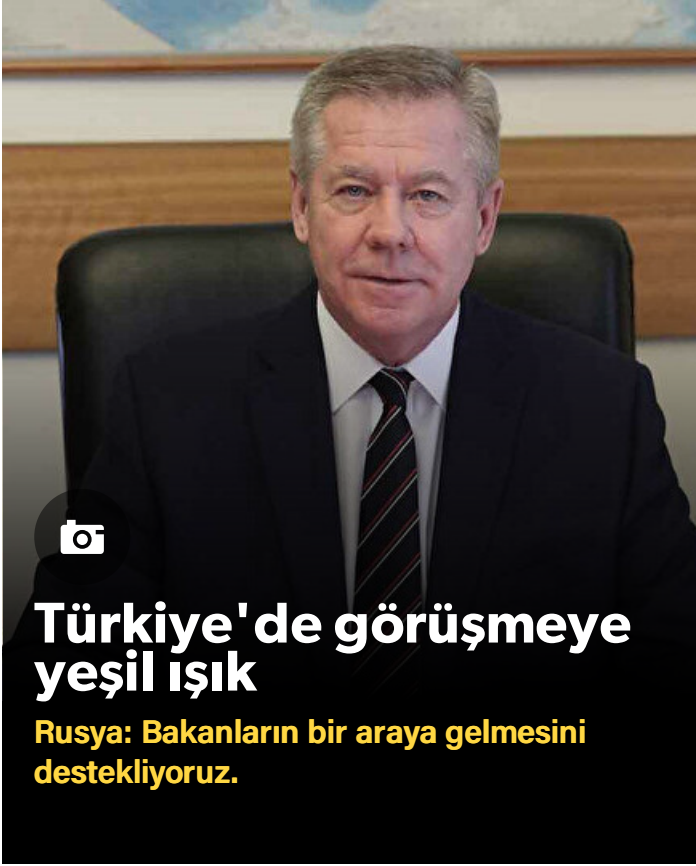 Türkiye'de görüşmeye
yeşil ışık
Rusya: Bakanların bir araya gelmesini
destekliyoruz.